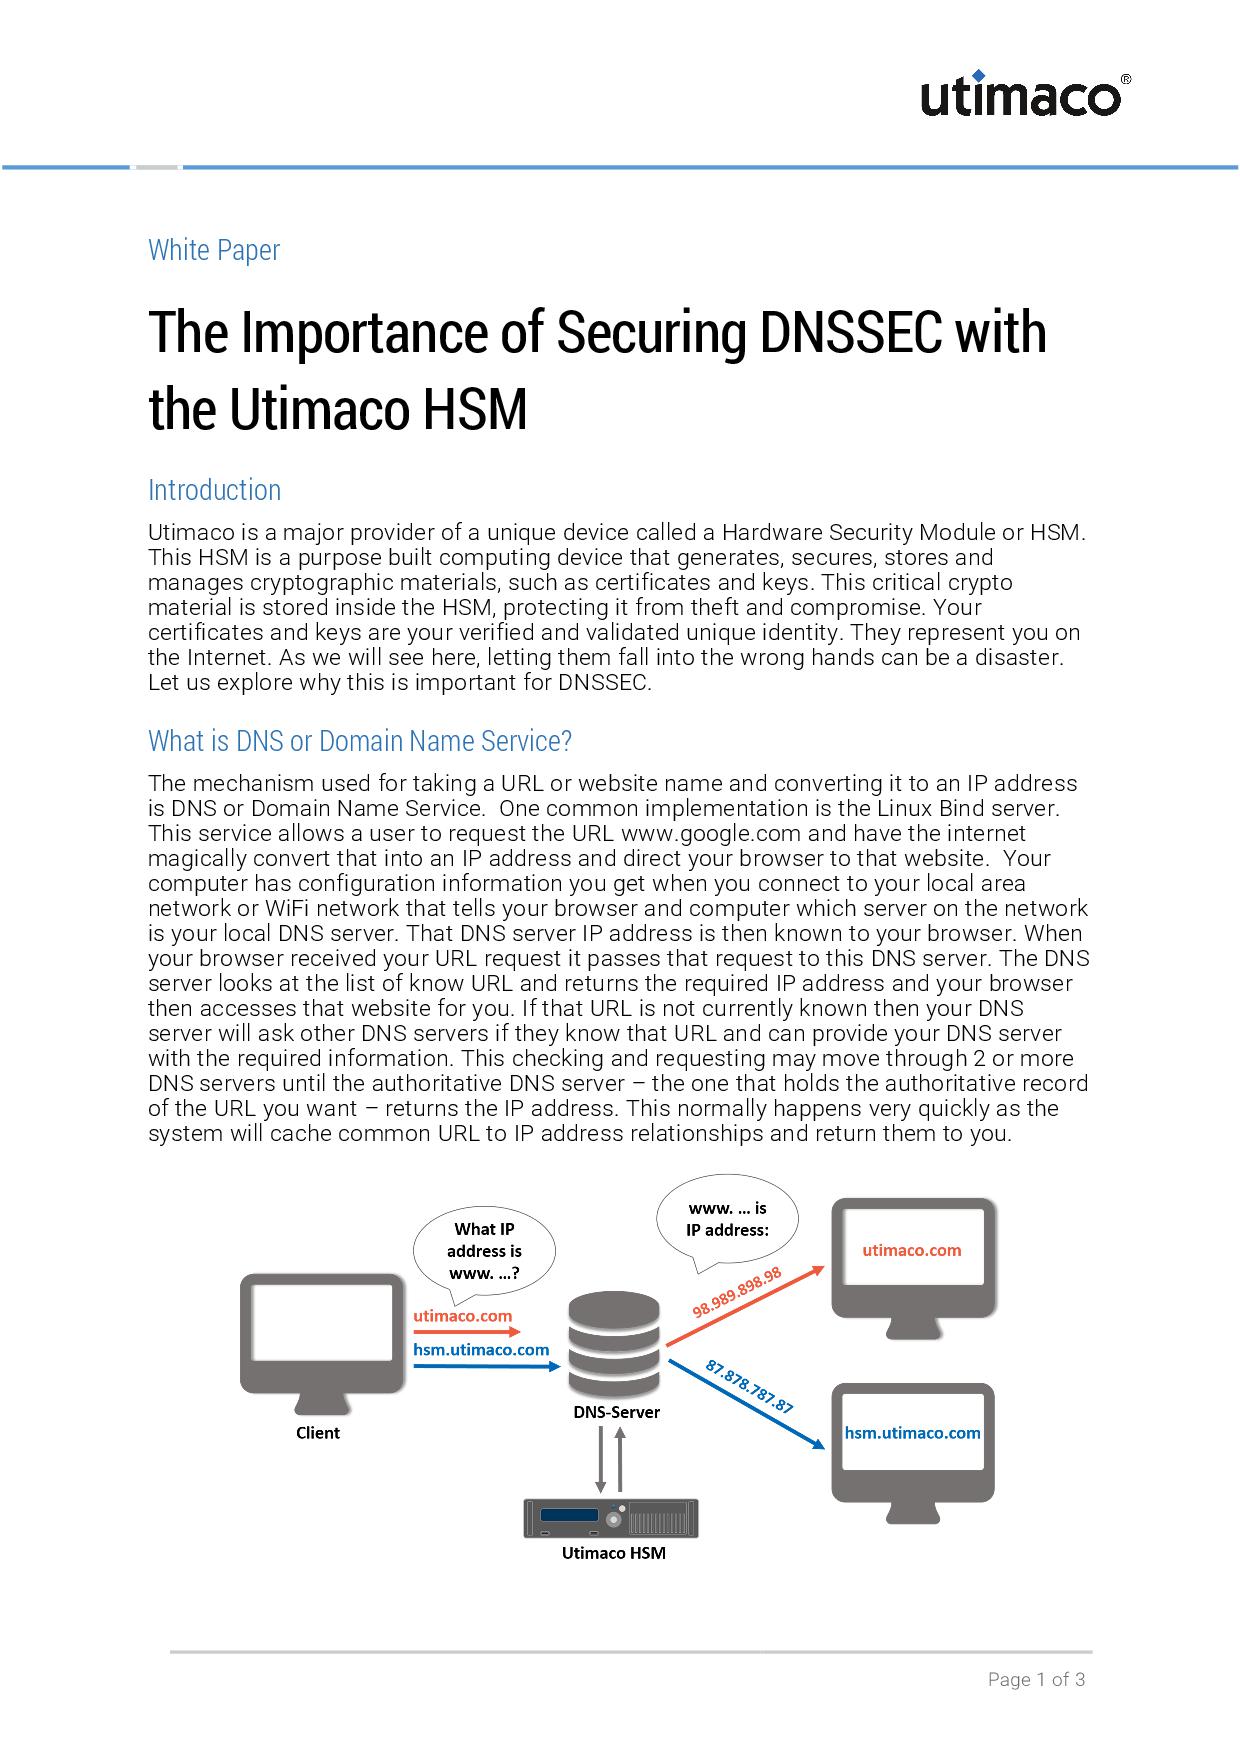 utimaco®
White Paper
The Importance of Securing DNSSEC with
the Utimaco HSM
Introduction
Utimaco is a major provider of a unique device called a Hardware Security Module or HSM.
This HSM is a purpose built computing device that generates, secures, stores and
manages cryptographic materials, such as certificates and keys. This critical crypto
material is stored inside the HSM, protecting it from theft and compromise. Your
certificates and keys are your verified and validated unique identity. They represent you on
the Internet. As we will see here, letting them fall into the wrong hands can be a disaster.
Let us explore why this is important for DNSSEC.
What is DNS or Domain Name Service?
The mechanism used for taking a URL or website name and converting it to an IP address
is DNS or Domain Name Service.  One common implementation is the Linux Bind server.
This service allows a user to request the URL www.google.com and have the internet
magically convert that into an IP address and direct your browser to that website.  Your
computer has configuration information you get when you connect to your local area
network or WiFi network that tells your browser and computer which server on the network
is your local DNS server. That DNS server IP address is then known to your browser. When
your browser received your URL request it passes that request to this DNS server. The DNS
server looks at the list of know URL and returns the required IP address and your browser
then accesses that website for you. If that URL is not currently known then your DNS
server will ask other DNS servers if they know that URL and can provide your DNS server
with the required information. This checking and requesting may move through 2 or more
DNS servers until the authoritative DNS server – the one that holds the authoritative record
of the URL you want – returns the IP address. This normally happens very quickly as the
system will cache common URL to IP address relationships and return them to you.
What IP
address is
www. ...?
www. ... is
IP address:
utimaco.com
hsm.utimaco.com
98.989.898.98
87.878.787.87
utimaco.com
hsm.utimaco.com
Client
DNS-Server
Utimaco HSM
Page 1 of 3